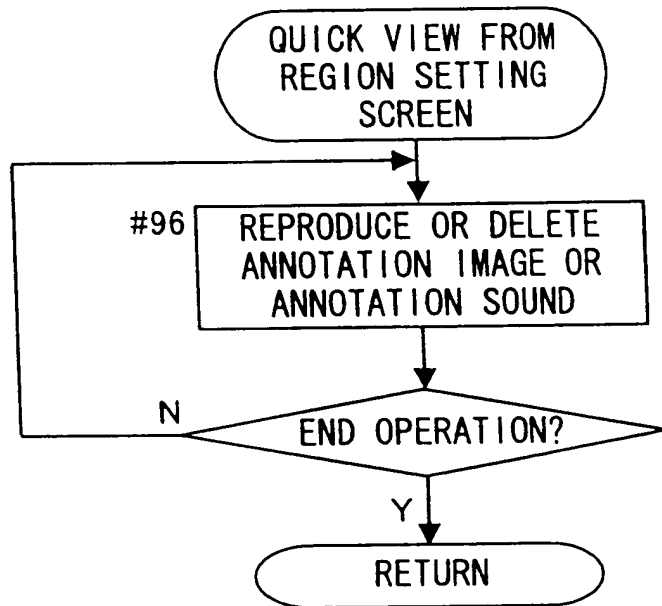 QUICK VIEW FROM
REGION SETTING
SCREEN
#96
REPRODUCE OR DELETE
ANNOTATION IMAGE OR
ANNOTATION SOUND
N
END OPERATION?
Y
RETURN